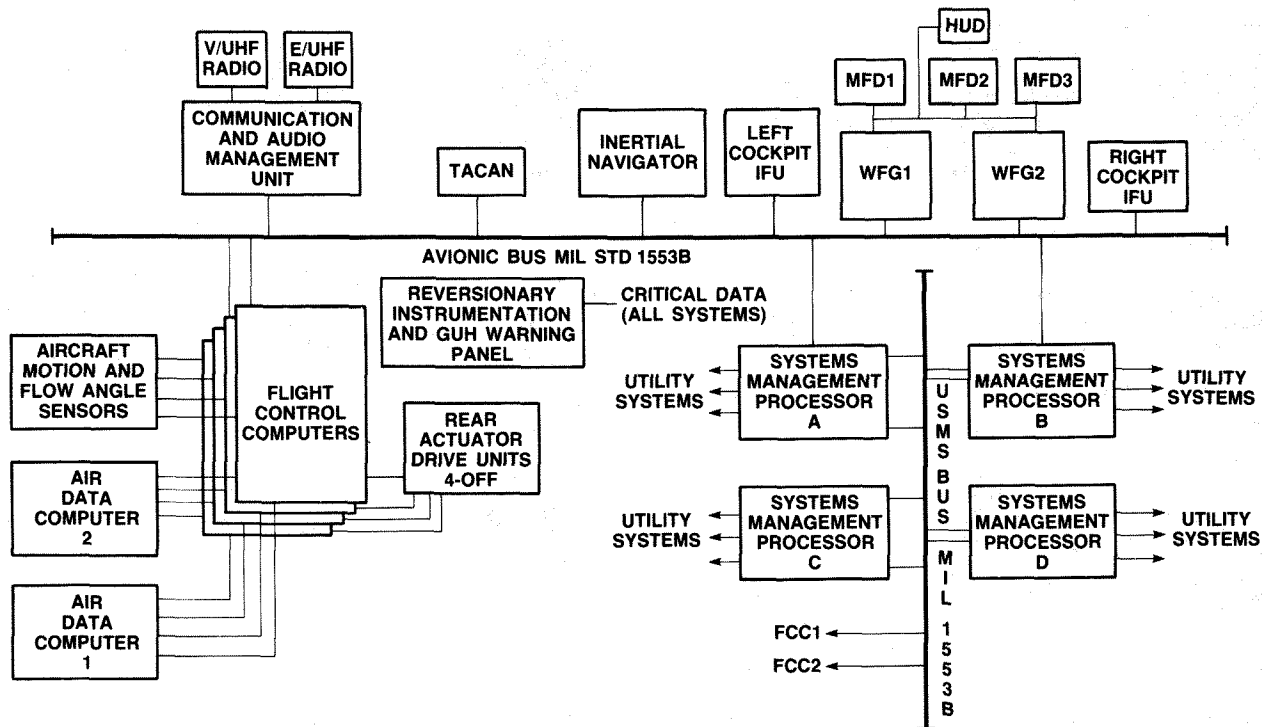 HUD
V/UHF
RADIO
E/UHF
RADIO
MFD1
MFD2
MFD3
COMMUNICATION
AND AUDIO
MANAGEMENT
UNIT
TACAN
INERTIAL
NAVIGATOR
LEFT
COCKPIT
IFU
WFG1
WFG2
RIGHT
COCKPIT
IFU
AVIONIC BUS MIL STD 1553B
REVERSIONARY
INSTRUMENTATION
AND GUH WARNING
PANEL
CRITICAL DATA
(ALL SYSTEMS)
AIRCRAFT
MOTION AND
FLOW ANGLE
SENSORS
FLIGHT
CONTROL
COMPUTERS
REAR
ACTUATOR
DRIVE UNITS
4-OFF
AIR
DATA
COMPUTER
2
AIR
DATA
COMPUTER
1
UTILITY
SYSTEMS
SYSTEMS
MANAGEMENT
PROCESSOR
A
SYSTEMS
MANAGEMENT
PROCESSOR
B
UTILITY
SYSTEMS
UTILITY
SYSTEMS
SYSTEMS
MANAGEMENT
PROCESSOR
C
SYSTEMS
MANAGEMENT
PROCESSOR
D
UTILITY
SYSTEMS
USMS BUS MIL 1553B
FCC1
FCC2